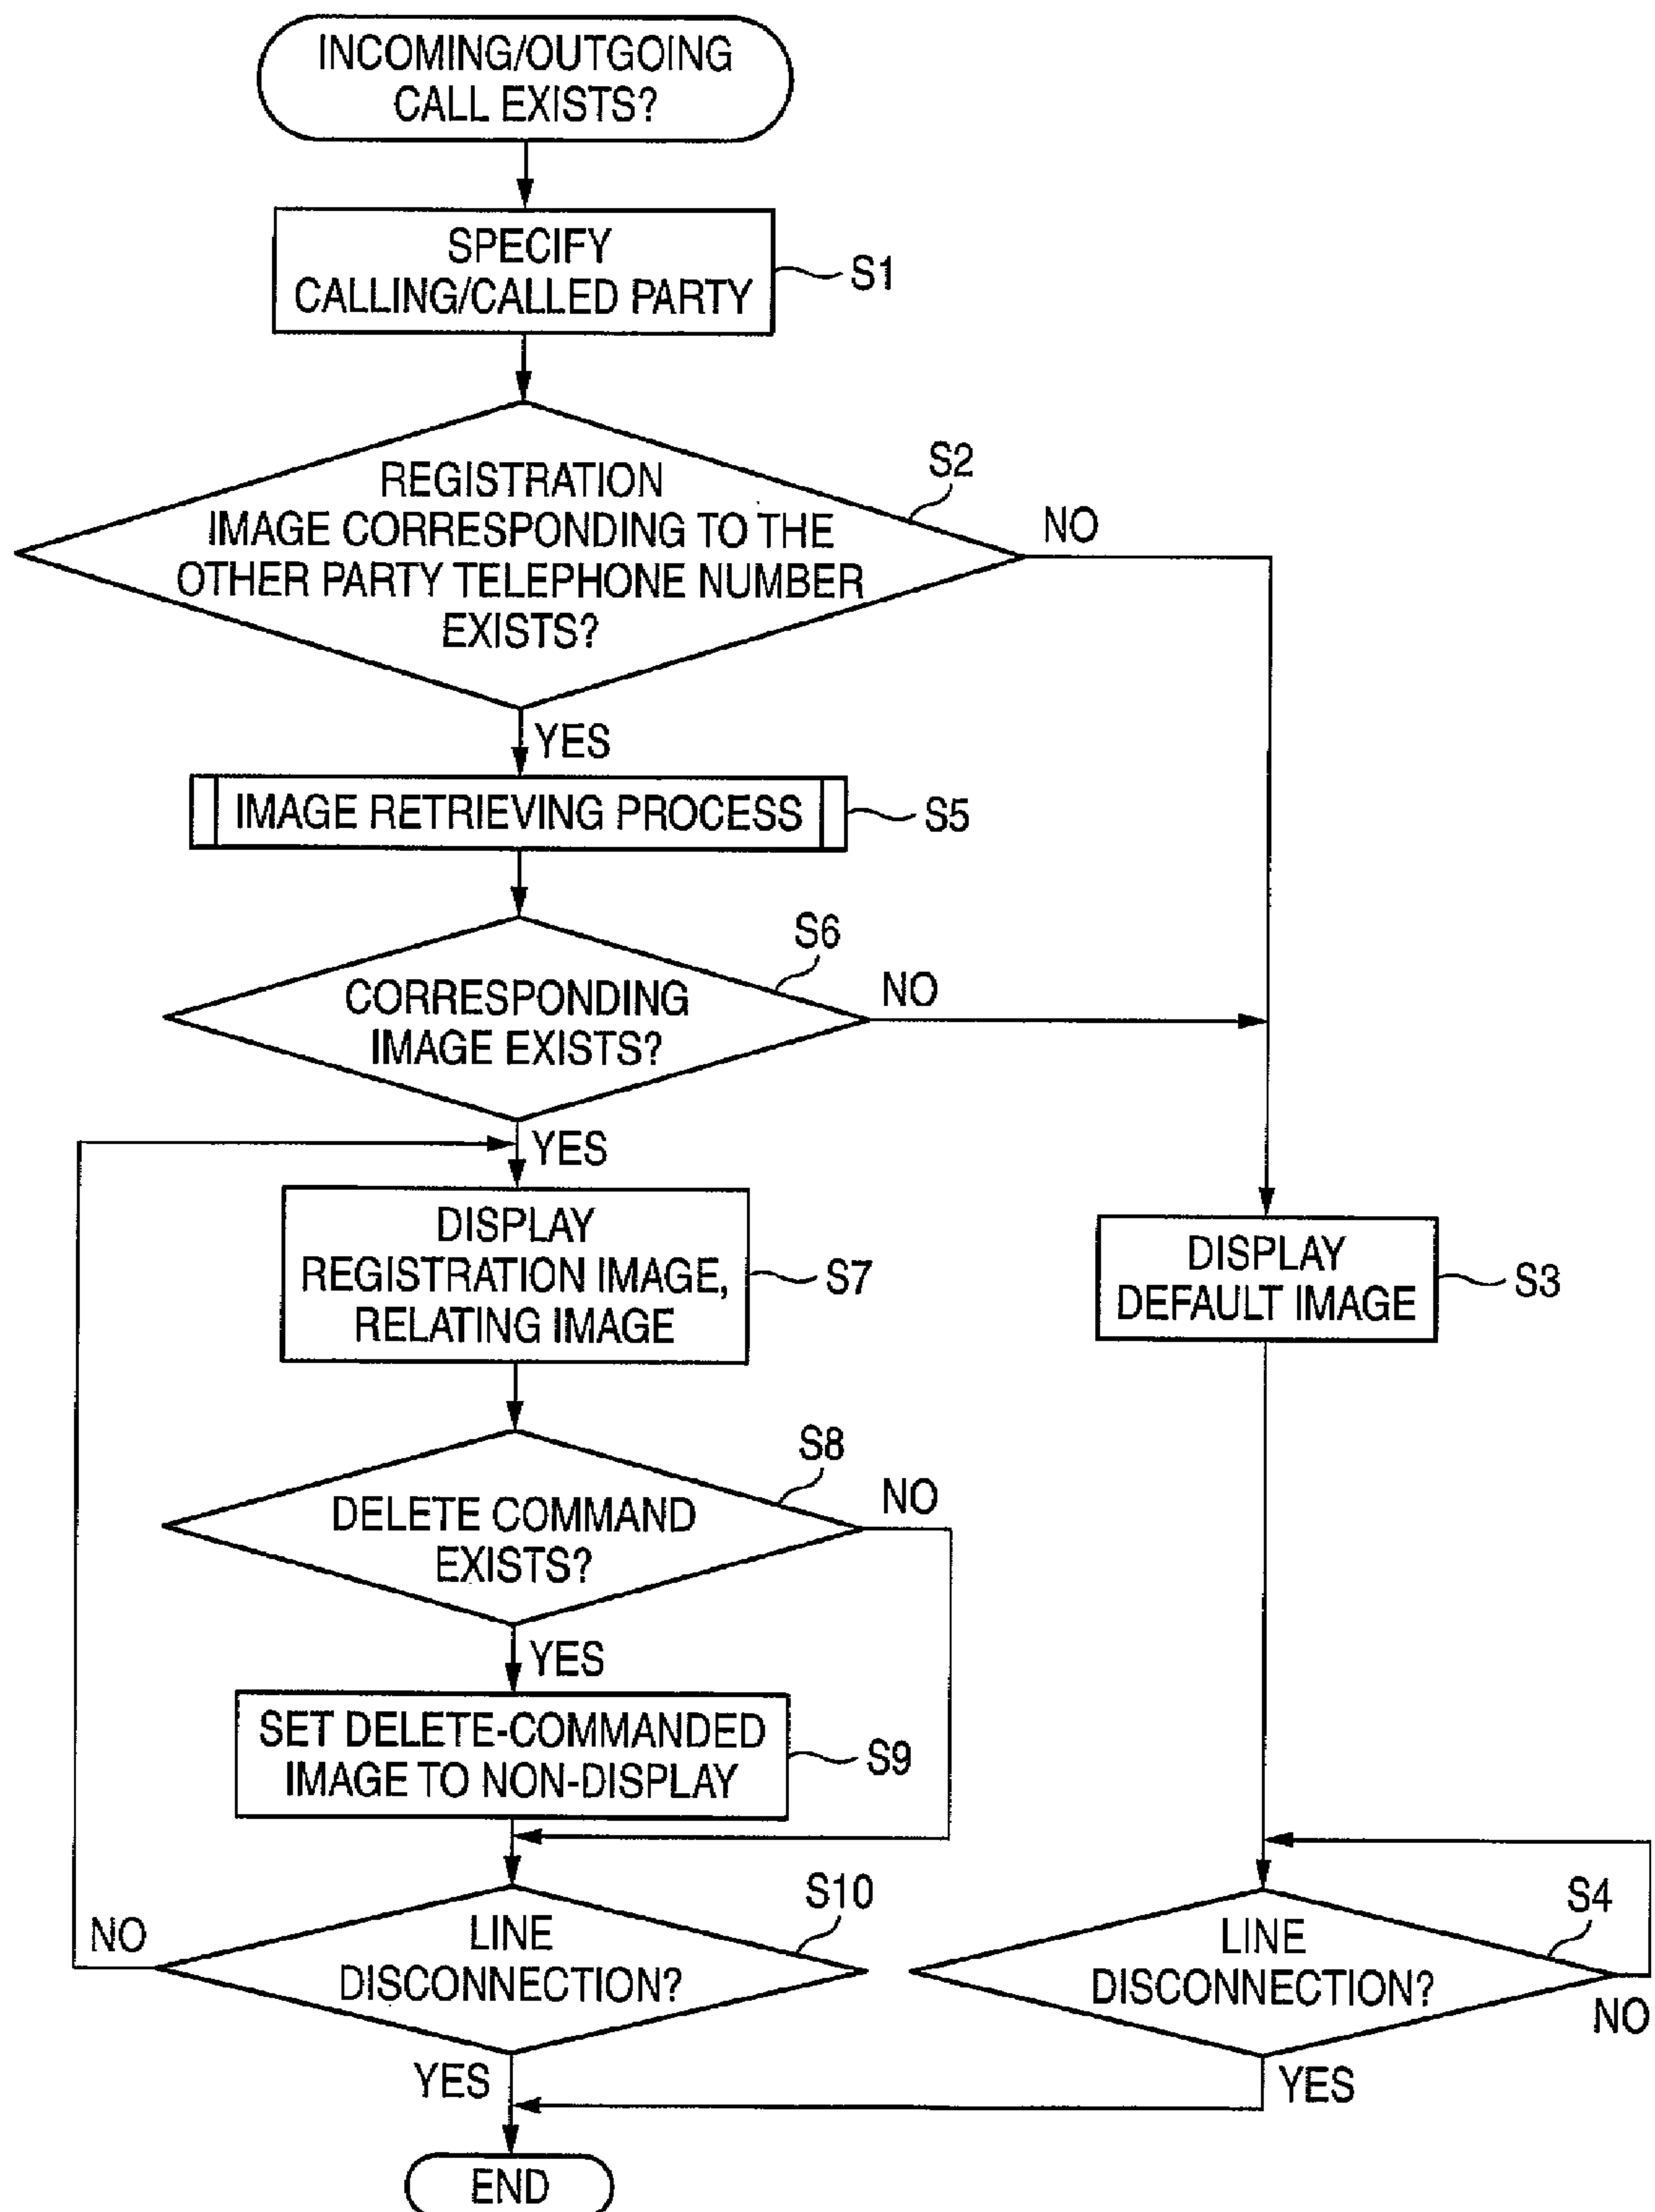 INCOMING/OUTGOING
CALL EXISTS?
SPECIFY
CALLING/CALLED PARTY
S1
S2
REGISTRATION
IMAGE CORRESPONDING TO THE
OTHER PARTY TELEPHONE NUMBER
EXISTS?
NO
YES
IMAGE RETRIEVING PROCESS
S5
S6
CORRESPONDING
IMAGE EXISTS?
NO
YES
DISPLAY
REGISTRATION IMAGE,
RELATING IMAGE
S7
DISPLAY
DEFAULT IMAGE
S3
S8
DELETE COMMAND
EXISTS?
NO
YES
SET DELETE-COMMANDED
IMAGE TO NON-DISPLAY
S9
S10
LINE
DISCONNECTION?
NO
YES
S4
LINE
DISCONNECTION?
NO
YES
END